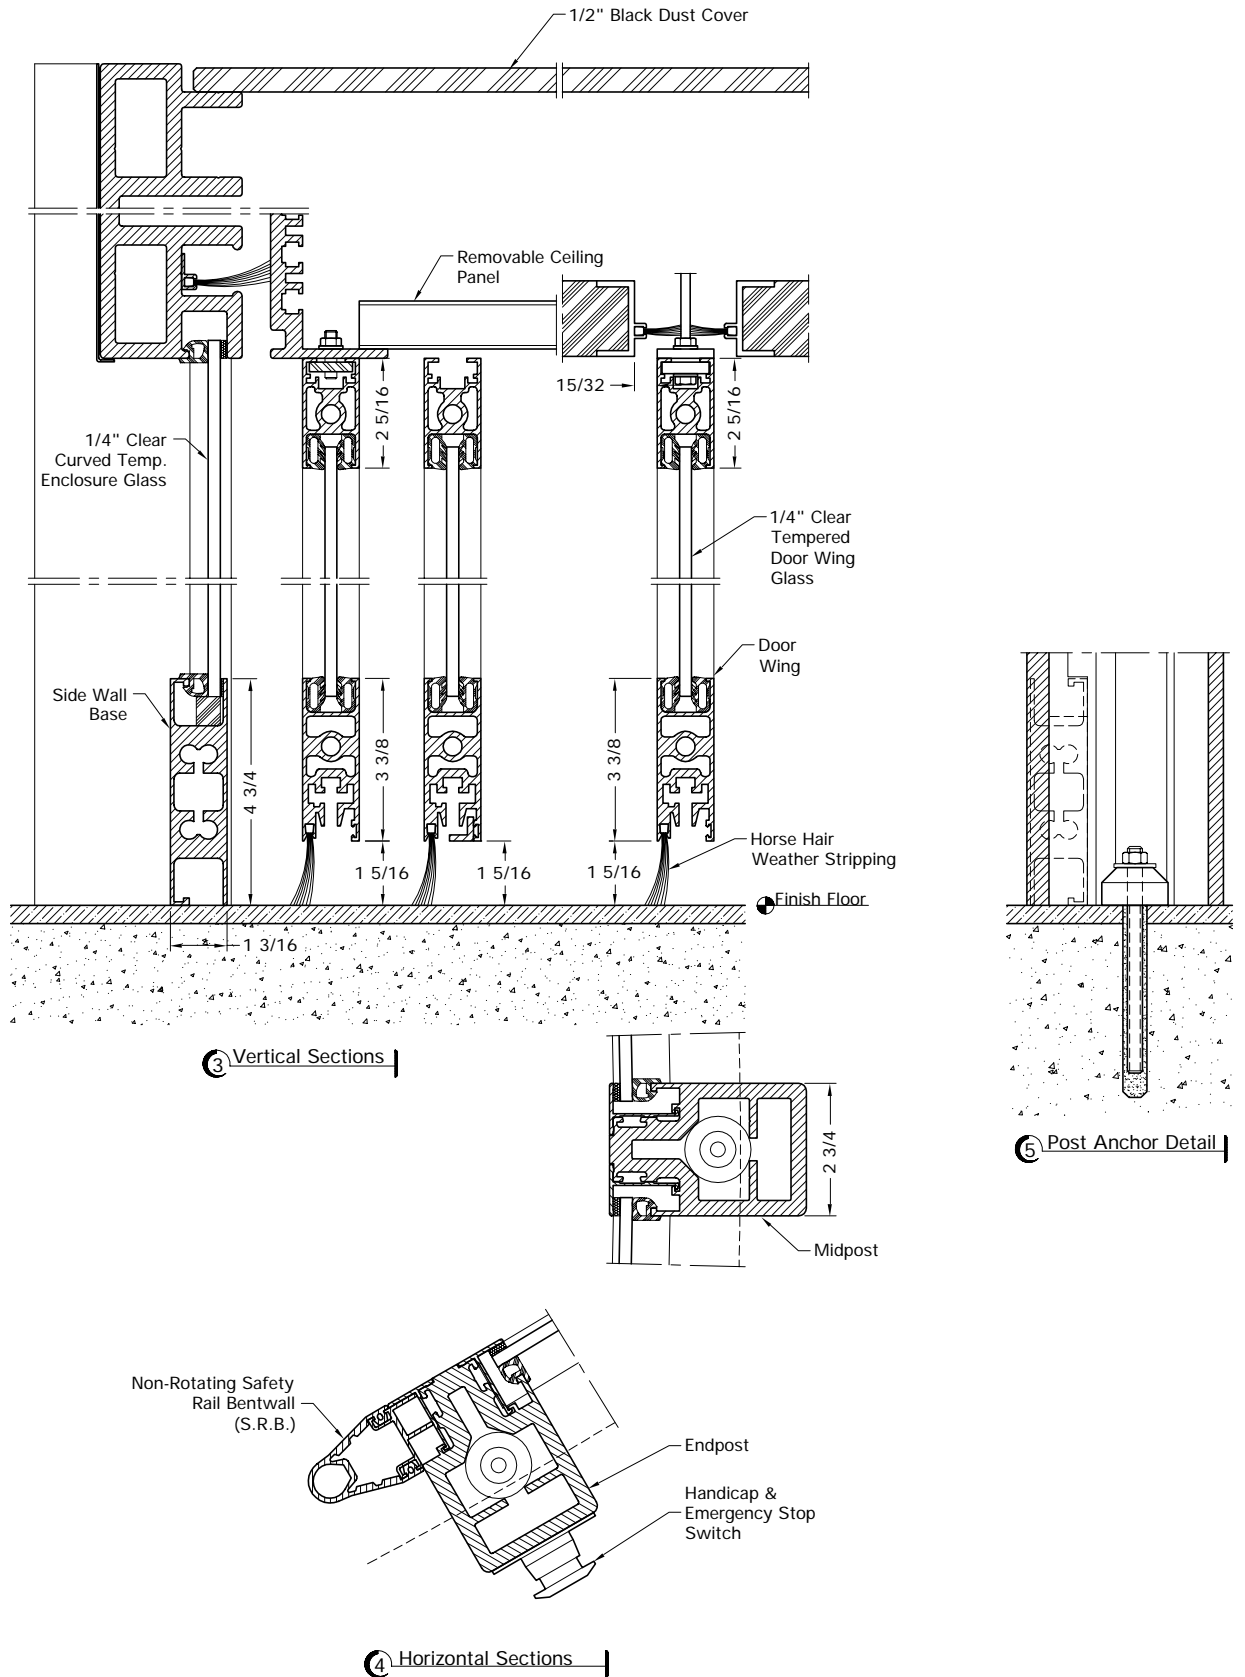 1/2" Black Dust Cover
Removable Ceiling
Panel
15/32
2 5/16
2 5/16
1/4" Clear
Curved Temp.
Enclosure Glass
1/4" Clear
Tempered
Door Wing
Glass
Door
Wing
Side Wall
Base
4 3/4
3 3/8
3 3/8
Horse Hair
Weather Stripping
1 5/16
1 5/16
1 5/16
Finish Floor
1 3/16
3 Vertical Sections
2 3/4
5 Post Anchor Detail
Midpost
Non-Rotating Safety
Rail Bentwall
(S.R.B.)
Endpost
Handicap &
Emergency Stop
Switch
4 Horizontal Sections